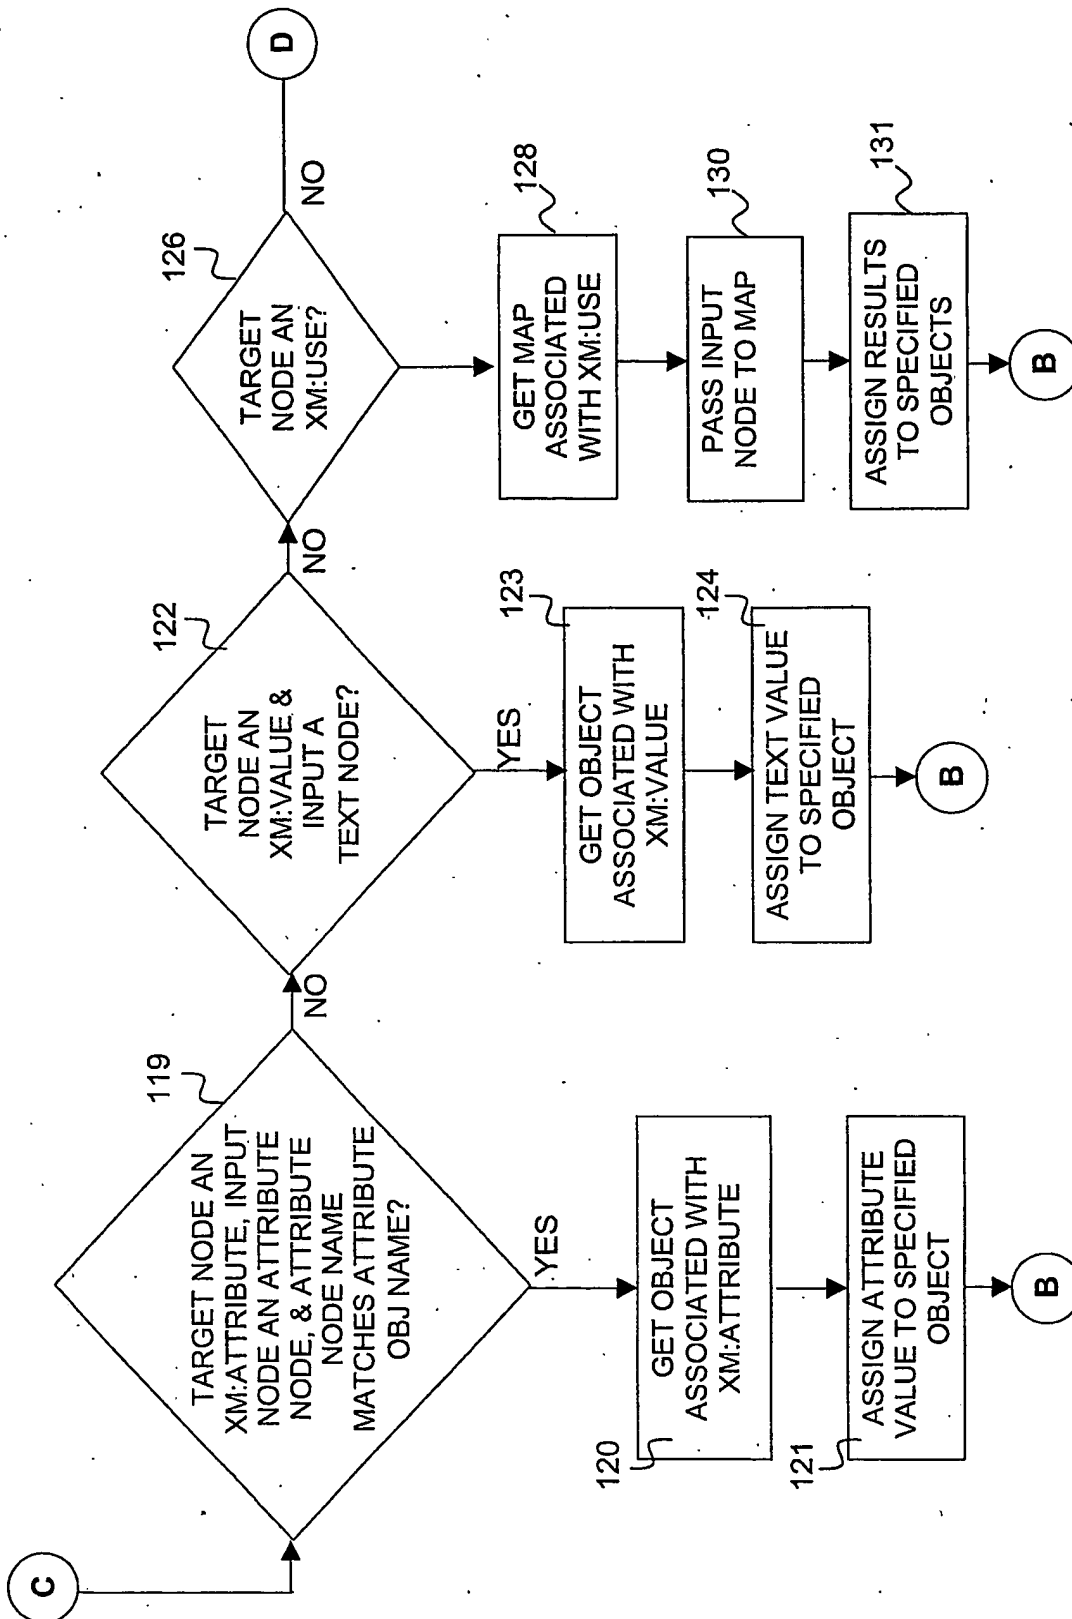 C
119
TARGET NODE AN
XM:ATTRIBUTE, INPUT
NODE AN ATTRIBUTE
NODE, & ATTRIBUTE
NODE NAME
MATCHES ATTRIBUTE
OBJ NAME?
NO
YES
120
GET OBJECT
ASSOCIATED WITH
XM:ATTRIBUTE
121
ASSIGN ATTRIBUTE
VALUE TO SPECIFIED
OBJECT
B
122
TARGET
NODE AN
XM:VALUE &
INPUT A
TEXT NODE?
NO
YES
123
GET OBJECT
ASSOCIATED WITH
XM:VALUE
124
ASSIGN TEXT VALUE
TO SPECIFIED
OBJECT
B
126
TARGET
NODE AN
XM:USE?
NO
D
128
GET MAP
ASSOCIATED
WITH XM:USE
130
PASS INPUT
NODE TO MAP
131
ASSIGN RESULTS
TO SPECIFIED
OBJECTS
B